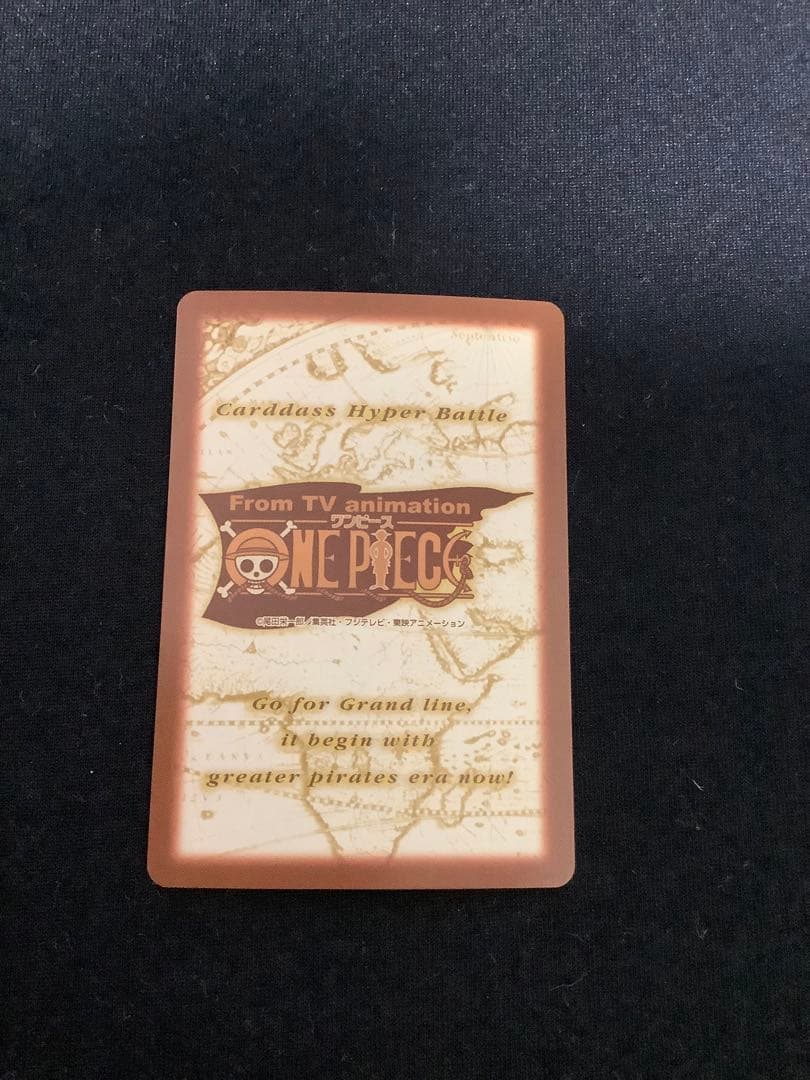 Septentrio
Carddass Hyper Battle
From TV animation
ワンピース
ONE PIECE
©尾田栄一郎/集英社・フジテレビ・東映アニメーション
Go for Grand line,
it begin with
greater pirates era now!